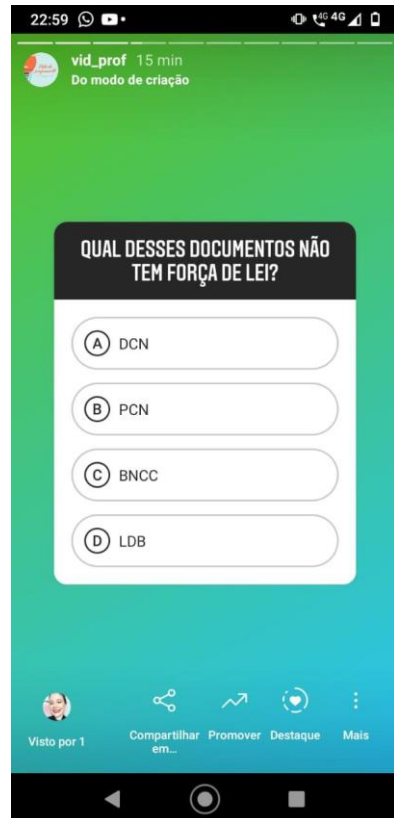 22:59
4G 4G
vid_prof 15 min
Do modo de criação
QUAL DESSES DOCUMENTOS NÃO
TEM FORÇA DE LEI?
A DCN
B PCN
C BNCC
D LDB
Visto por 1
Compartilhar
em...
Promover
Destaque
Mais